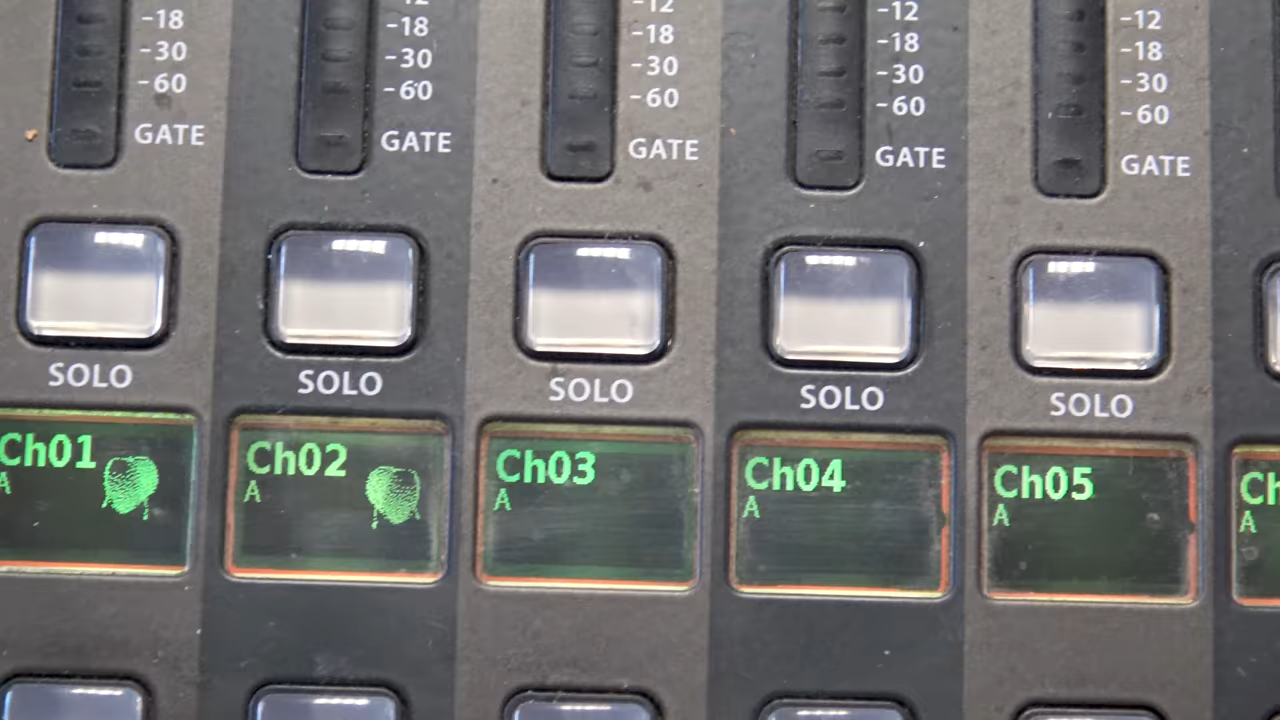 -12 -12 -12 -12
-18 -18 -18 -18 -18
-30 -30 -30 -30 -30
-60 -60 -60 -60 -60
GATE GATE GATE GATE GATE
SOLO SOLO SOLO SOLO SOLO
Ch01 Ch02 Ch03 Ch04 Ch05
A A A A A A